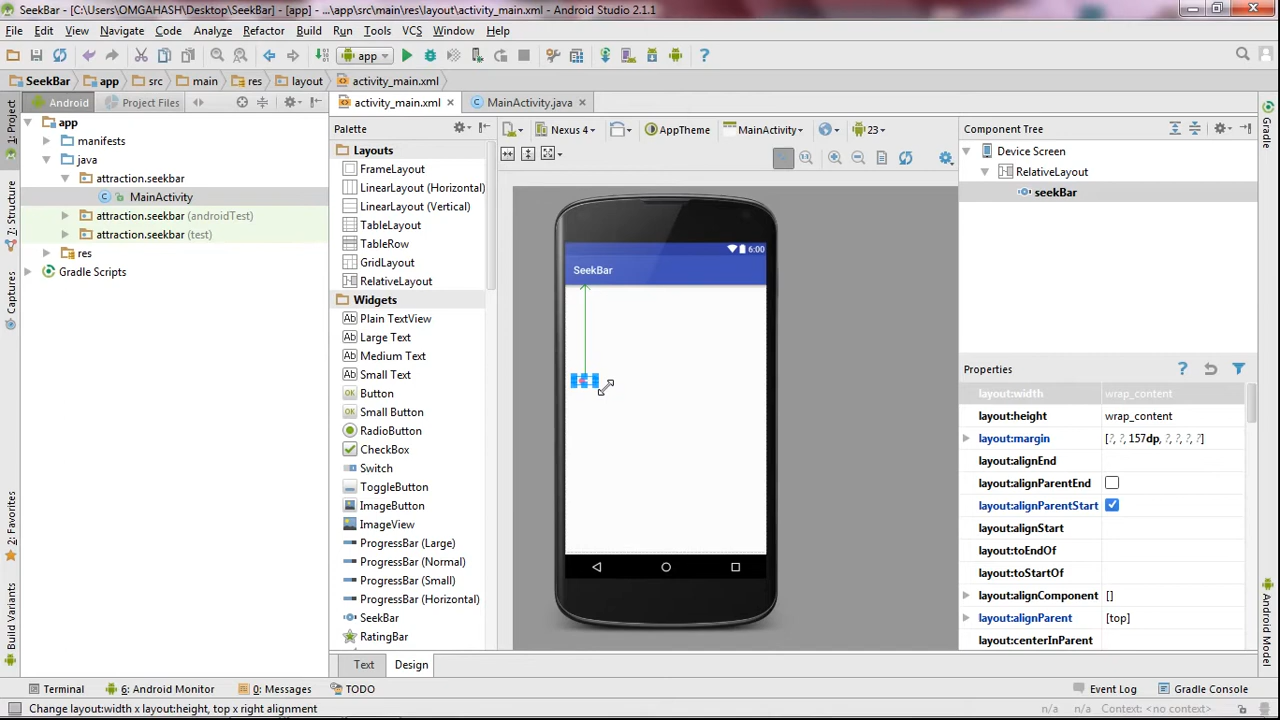 SeekBar - [C:\Users\OMGAHASH\Desktop\SeekBar] - [app] - ...\app\src\main\res\layout\activity_main.xml - Android Studio 2.1.1
File Edit View Navigate Code Analyze Refactor Build Run Tools VCS Window Help
app
SeekBar app src main res layout activity_main.xml
1: Project
7: Structure
Captures
2: Favorites
Build Variants
Android Project Files
app
manifests
java
attraction.seekbar
MainActivity
attraction.seekbar (androidTest)
attraction.seekbar (test)
res
Gradle Scripts
activity_main.xml MainActivity.java
Palette
Layouts
FrameLayout
LinearLayout (Horizontal)
LinearLayout (Vertical)
TableLayout
TableRow
GridLayout
RelativeLayout
Widgets
Plain TextView
Large Text
Medium Text
Small Text
Button
Small Button
RadioButton
CheckBox
Switch
ToggleButton
ImageButton
ImageView
ProgressBar (Large)
ProgressBar (Normal)
ProgressBar (Small)
ProgressBar (Horizontal)
SeekBar
RatingBar
Text Design
Nexus 4 AppTheme MainActivity 23
6:00
SeekBar
Component Tree
Device Screen
RelativeLayout
seekBar
Properties
layout:width wrap_content
layout:height wrap_content
layout:margin [?, ?, 157dp, ?, ?, ?, ?]
layout:alignEnd
layout:alignParentEnd
layout:alignParentStart
layout:alignStart
layout:toEndOf
layout:toStartOf
layout:alignComponent []
layout:alignParent [top]
layout:centerInParent
Gradle
Android Model
Terminal 6: Android Monitor 0: Messages TODO Event Log Gradle Console
Change layout:width x layout:height, top x right alignment n/a n/a Context: <no context>